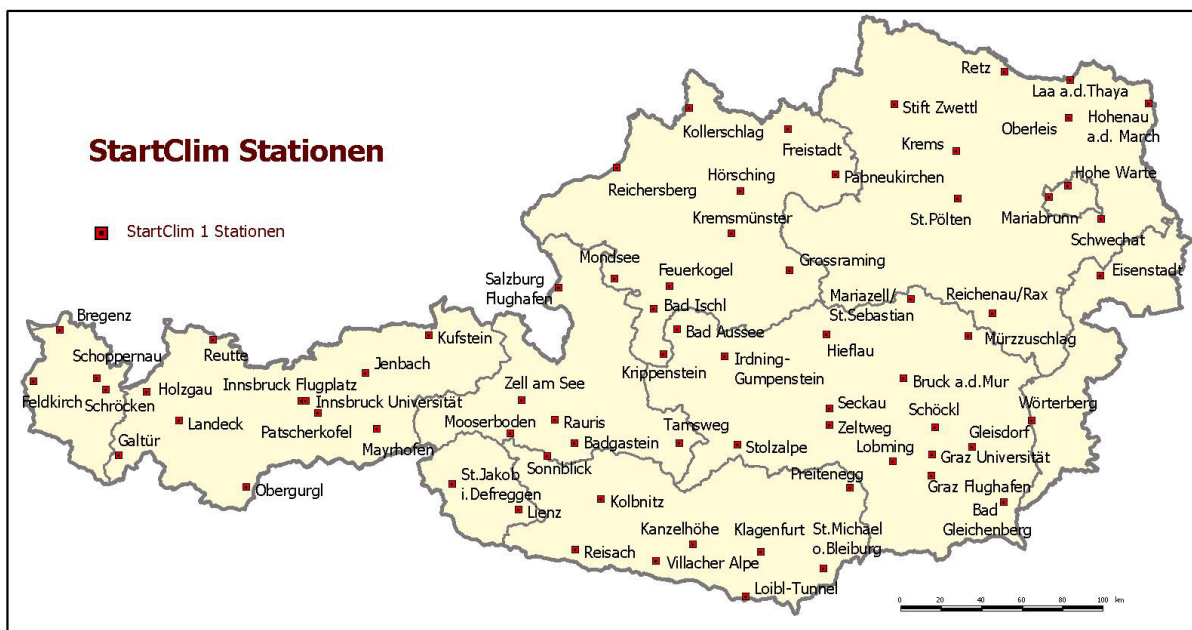 StartClim Stationen
StartClim 1 Stationen
Retz
Laa a.d.Thaya
Stift Zwettl
Hohenau
a.d. March
Oberleis
Kollerschlag
Freistadt
Krems
Reichersberg
Hörsching
Pabneukirchen
Hohe Warte
Kremsmünster
St.Pölten
Mariabrunn
Schwechat
Mondsee
Feuerkogel
Grossraming
Eisenstadt
Salzburg
Flughafen
Mariazell/
St.Sebastian
Reichenau/Rax
Bad Ischl
Bad Aussee
Hieflau
Mürzzuschlag
Bregenz
Kufstein
Schoppernau
Reutte
Jenbach
Krippenstein
Irdning-
Gumpenstein
Feldkirch
Schröcken
Holzgau
Innsbruck Flugplatz
Innsbruck Universität
Zell am See
Bruck a.d.Mur
Landeck
Patscherkofel
Mooserboden
Rauris
Tamsweg
Seckau
Schöckl
Wörterberg
Galtür
Mayrhofen
Badgastein
Stolzalpe
Zeltweg
Gleisdorf
Lobming
Graz Universität
Sonnblick
Obergurgl
St.Jakob
i.Defreggen
Kolbnitz
Preitenegg
Graz Flughafen
Bad
Gleichenberg
Lienz
Kanzelhöhe
Klagenfurt
St.Michael
o.Bleiburg
Reisach
Villacher Alpe
Loibl-Tunnel
0 20 40 60 80 100 km